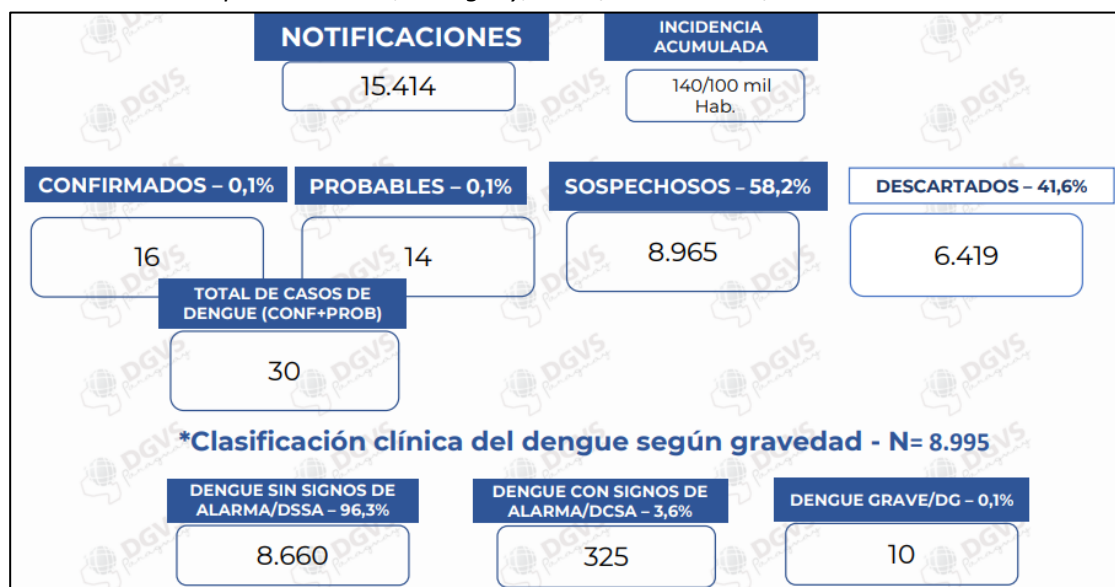 NOTIFICACIONES
15.414
INCIDENCIA
ACUMULADA
140/100 mil
Hab.
CONFIRMADOS – 0,1%
16
PROBABLES – 0,1%
14
SOSPECHOSOS – 58,2%
8.965
DESCARTADOS – 41,6%
6.419
TOTAL DE CASOS DE
DENGUE (CONF+PROB)
30
*Clasificación clínica del dengue según gravedad - N= 8.995
DENGUE SIN SIGNOS DE
ALARMA/DSSA – 96,3%
8.660
DENGUE CON SIGNOS DE
ALARMA/DCSA – 3,6%
325
DENGUE GRAVE/DG – 0,1%
10
DGVS
Paraguay